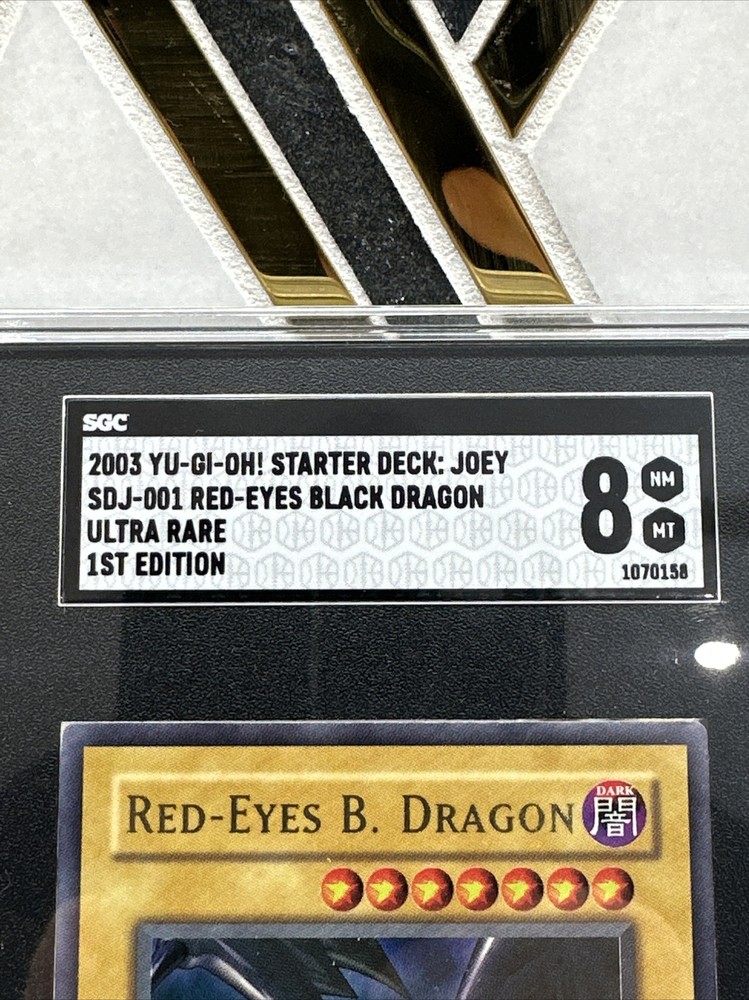 SGC
2003 YU-GI-OH! STARTER DECK: JOEY
SDJ-001 RED-EYES BLACK DRAGON
ULTRA RARE
1ST EDITION
8
NM
MT
1070158
RED-EYES B. DRAGON
DARK
闇